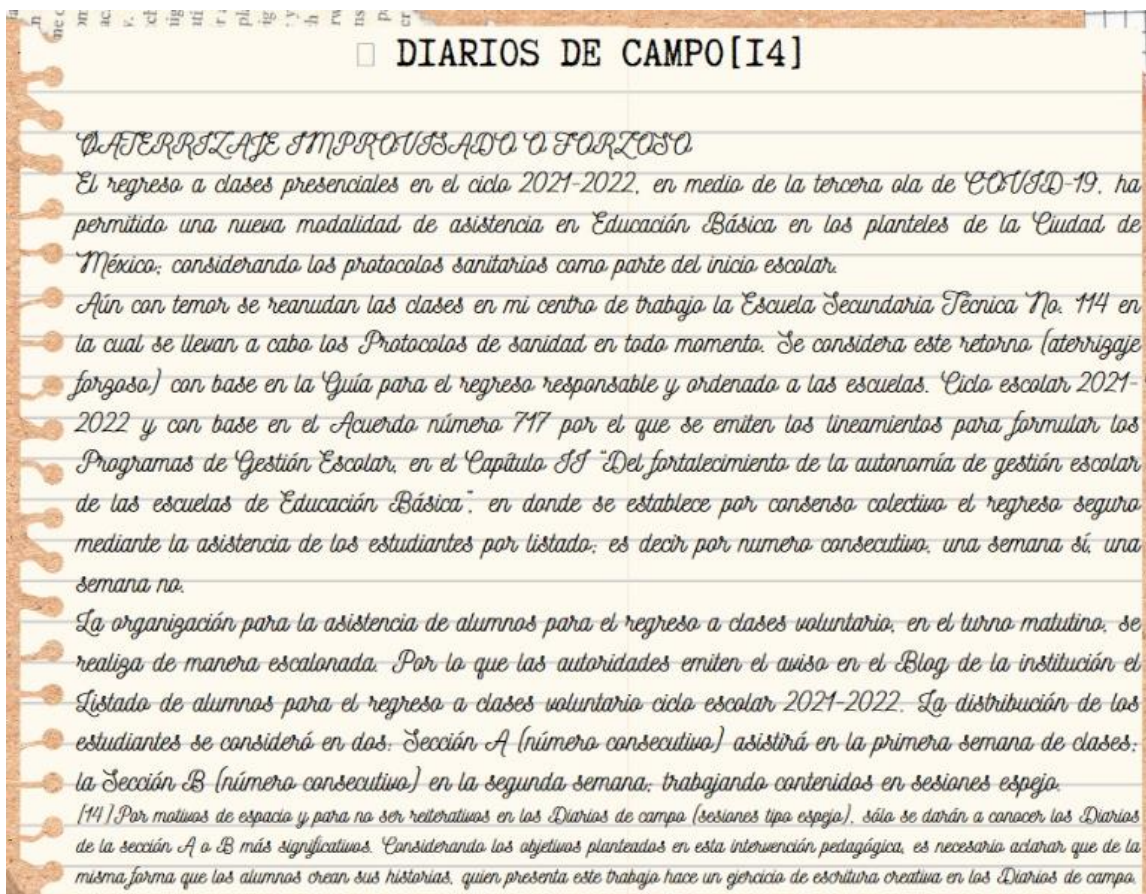 DIARIOS DE CAMPO[14]
ATERRIZAJE IMPROVISADO O FORZOSO
El regreso a clases presenciales en el ciclo 2021-2022, en medio de la tercera ola de COVID-19, ha
permitido una nueva modalidad de asistencia en Educación Básica en los planteles de la Ciudad de
México; considerando los protocolos sanitarios como parte del inicio escolar.
Aún con temor se reanudan las clases en mi centro de trabajo la Escuela Secundaria Técnica No. 114 en
la cual se llevan a cabo los Protocolos de sanidad en todo momento. Se considera este retorno (aterrizaje
forzoso) con base en la Guía para el regreso responsable y ordenado a las escuelas. Ciclo escolar 2021-
2022 y con base en el Acuerdo número 717 por el que se emiten los lineamientos para formular los
Programas de Gestión Escolar, en el Capítulo II "Del fortalecimiento de la autonomía de gestión escolar
de las escuelas de Educación Básica"; en donde se establece por consenso colectivo el regreso seguro
mediante la asistencia de los estudiantes por listado; es decir por numero consecutivo, una semana sí, una
semana no.
La organización para la asistencia de alumnos para el regreso a clases voluntario, en el turno matutino, se
realiza de manera escalonada. Por lo que las autoridades emiten el aviso en el Blog de la institución el
Listado de alumnos para el regreso a clases voluntario ciclo escolar 2021-2022. La distribución de los
estudiantes se consideró en dos: Sección A (número consecutivo) asistirá en la primera semana de clases;
la Sección B (número consecutivo) en la segunda semana; trabajando contenidos en sesiones espejo.
[14] Por motivos de espacio y para no ser reiterativos en los Diarios de campo (sesiones tipo espejo), sólo se darán a conocer los Diarios
de la sección A o B más significativos. Considerando los objetivos planteados en esta intervención pedagógica, es necesario aclarar que de la
misma forma que los alumnos crean sus historias, quien presenta este trabajo hace un ejercicio de escritura creativa en los Diarios de campo.